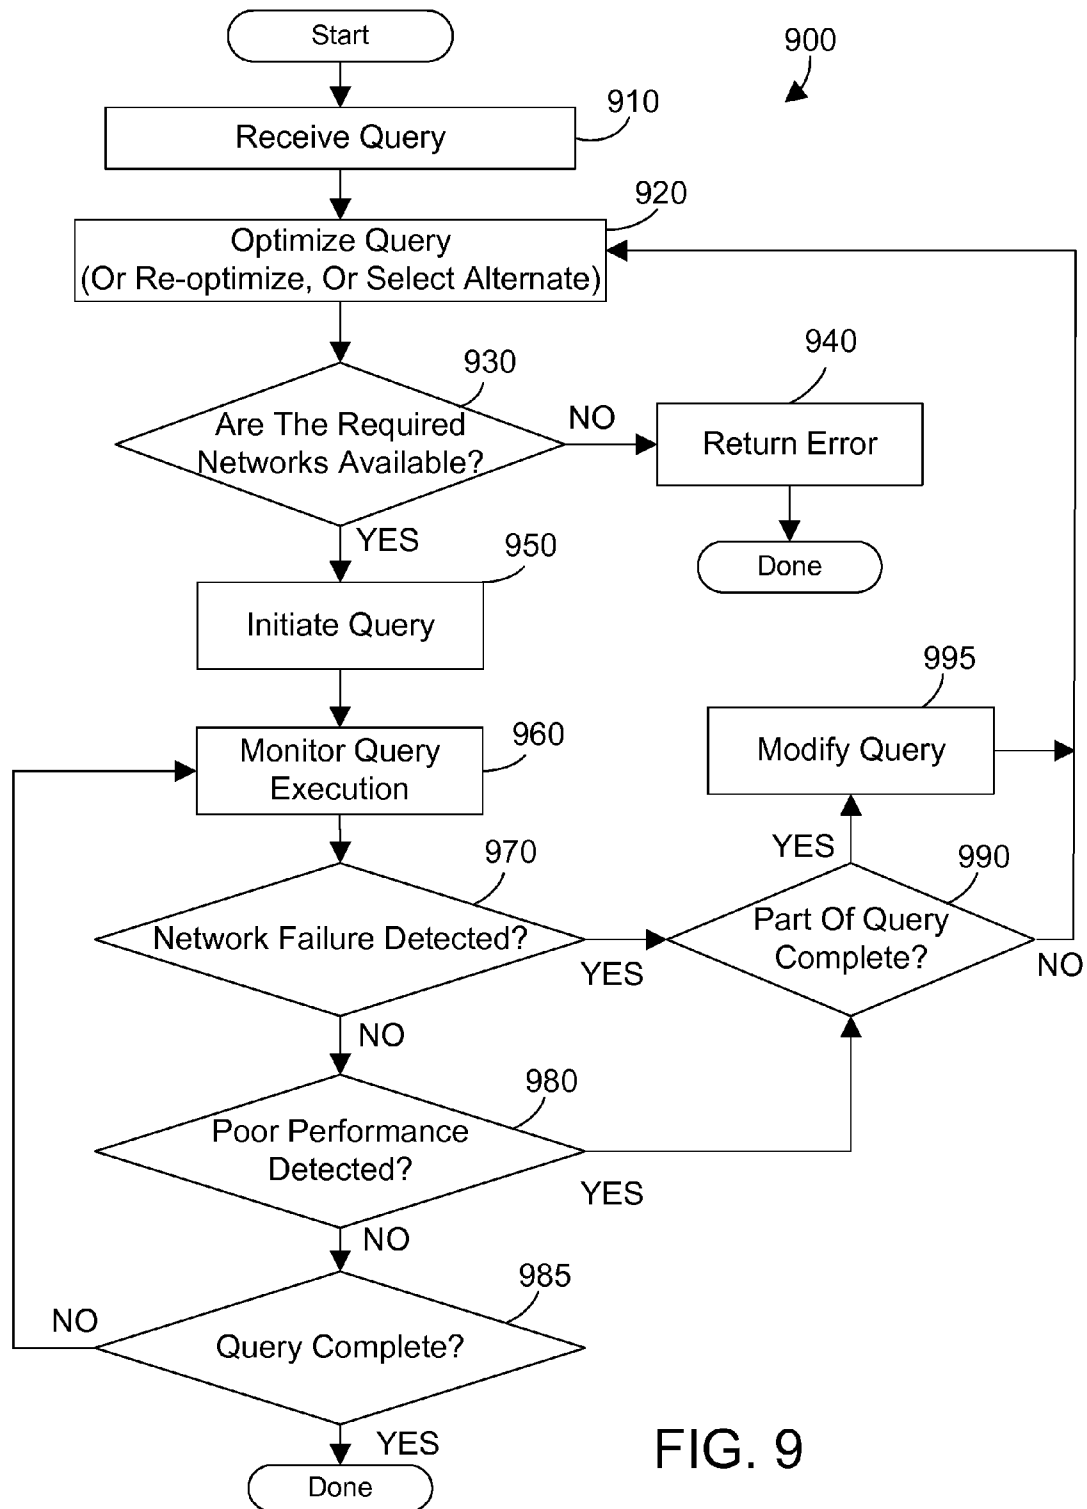 Start
900
910
Receive Query
920
Optimize Query
(Or Re-optimize, Or Select Alternate)
930
940
Are The Required
Networks Available?
NO
Return Error
YES
Done
950
Initiate Query
995
960
Monitor Query
Execution
Modify Query
970
YES
990
Network Failure Detected?
YES
Part Of Query
Complete?
NO
NO
980
Poor Performance
Detected?
YES
NO
985
NO
Query Complete?
YES
Done
FIG. 9